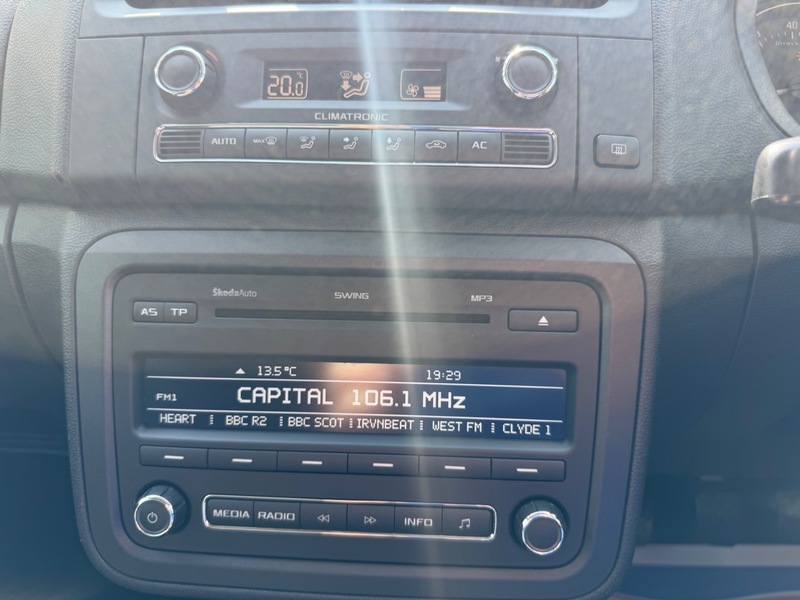 40
20.0 °C
CLIMATRONIC
AUTO MAX AC
ŠkodaAuto SWING MP3
AS TP
13.5°C 19:29
FM1 CAPITAL 106.1 MHz
HEART BBC R2 BBC SCOT IRVNBEAT WEST FM CLYDE 1
MEDIA RADIO INFO